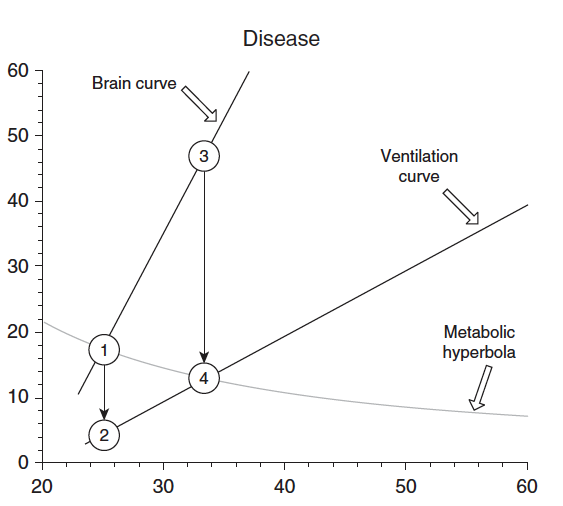 Disease
60
Brain curve
50
3
Ventilation
curve
40
30
20
Metabolic
hyperbola
1
4
10
2
0
20
30
40
50
60